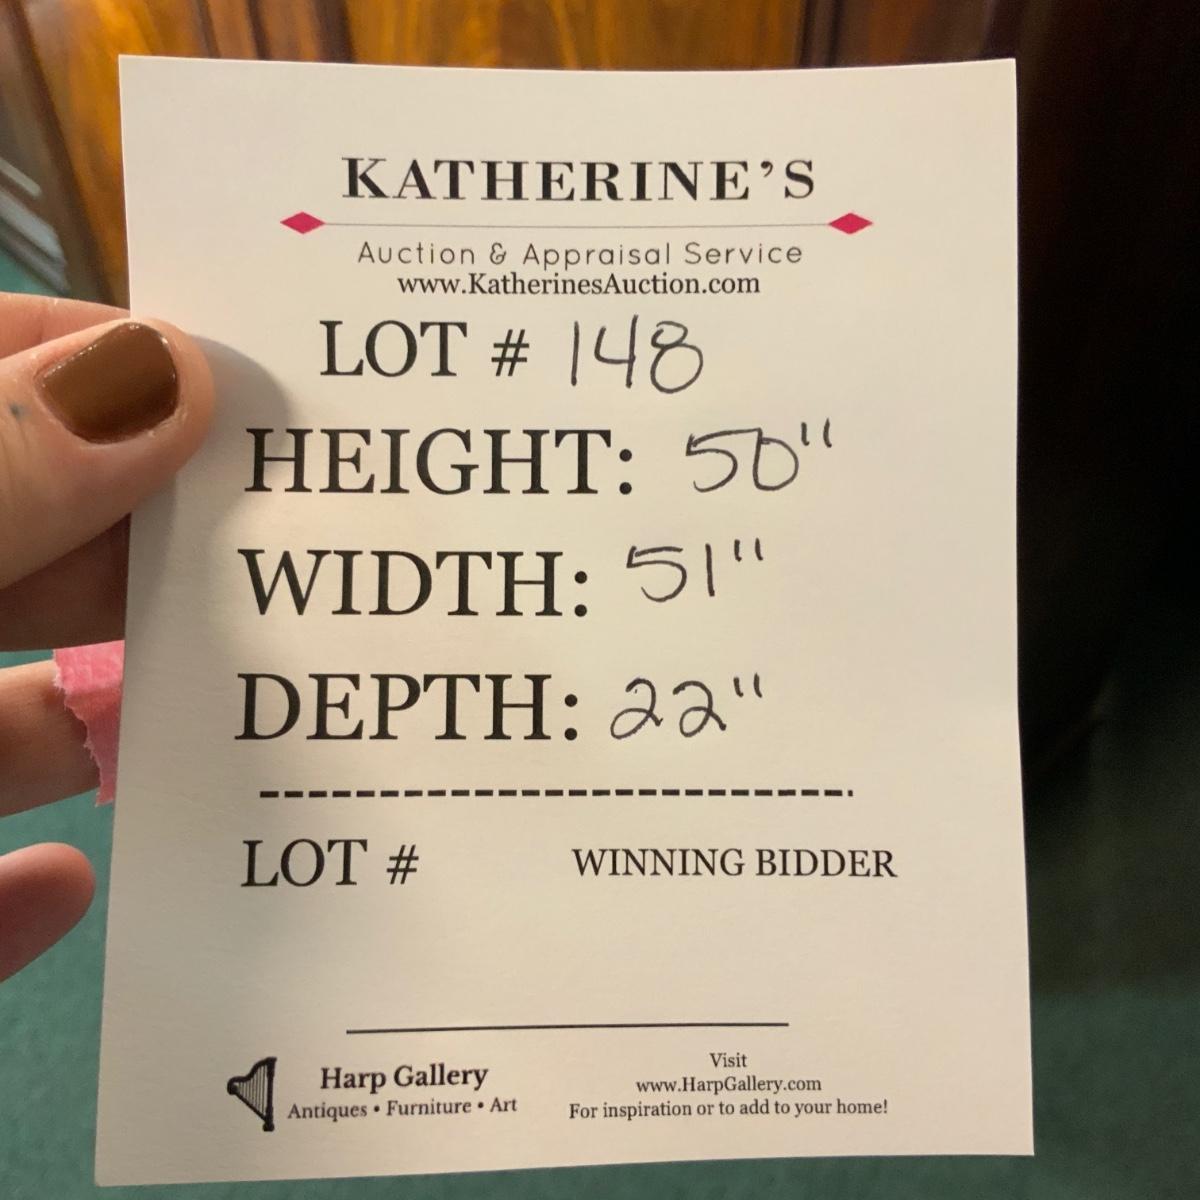 KATHERINE'S
Auction & Appraisal Service
www.KatherinesAuction.com
LOT # 148
HEIGHT: 50"
WIDTH: 51"
DEPTH: 22"
-------------------------.
LOT # WINNING BIDDER
Harp Gallery
Antiques • Furniture • Art
Visit
www.HarpGallery.com
For inspiration or to add to your home!